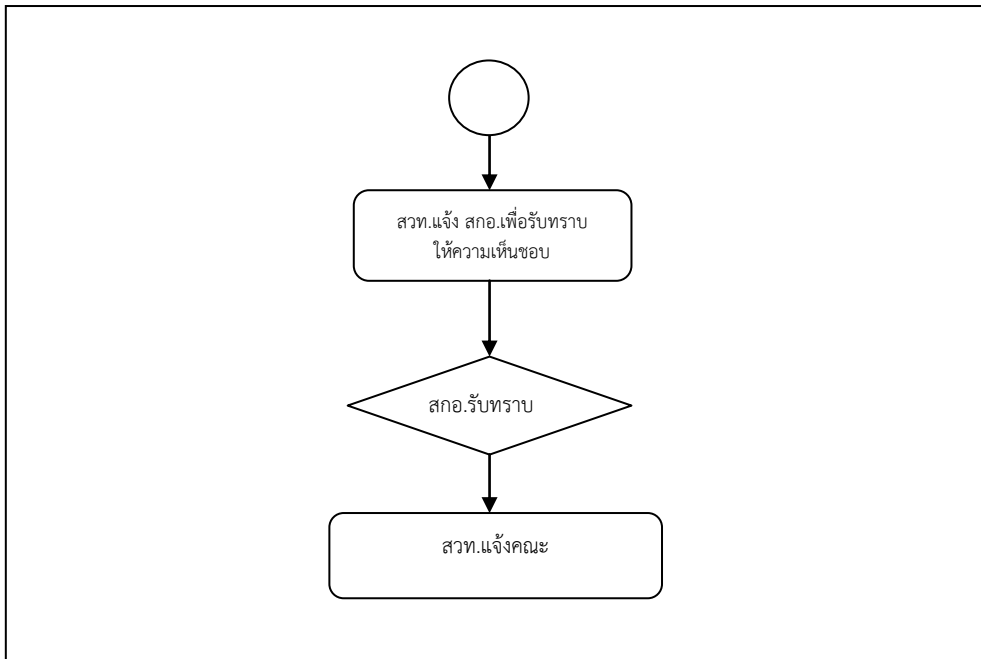 สวท.แจ้ง สกอ.เพื่อรับทราบ
ให้ความเห็นชอบ
สกอ.รับทราบ
สวท.แจ้งคณะ